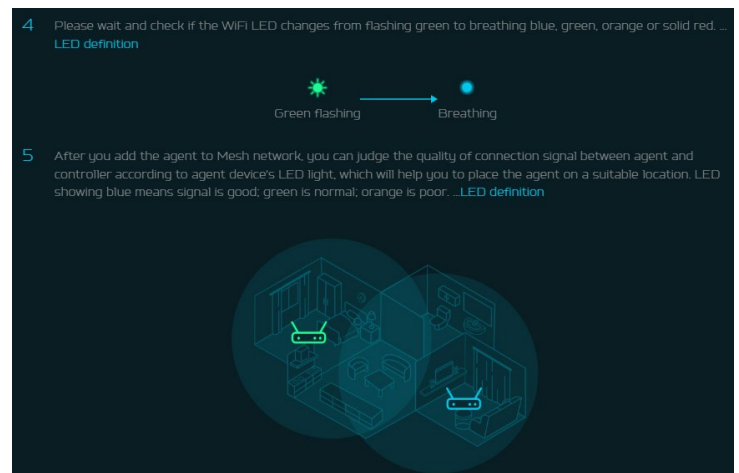 4 Please wait and check if the WiFi LED changes from flashing green to breathing blue, green, orange or solid red. ...
LED definition
Green flashing
Breathing
5 After you add the agent to Mesh network, you can judge the quality of connection signal between agent and
controller according to agent device's LED light, which will help you to place the agent on a suitable location. LED
showing blue means signal is good; green is normal; orange is poor. ...LED definition